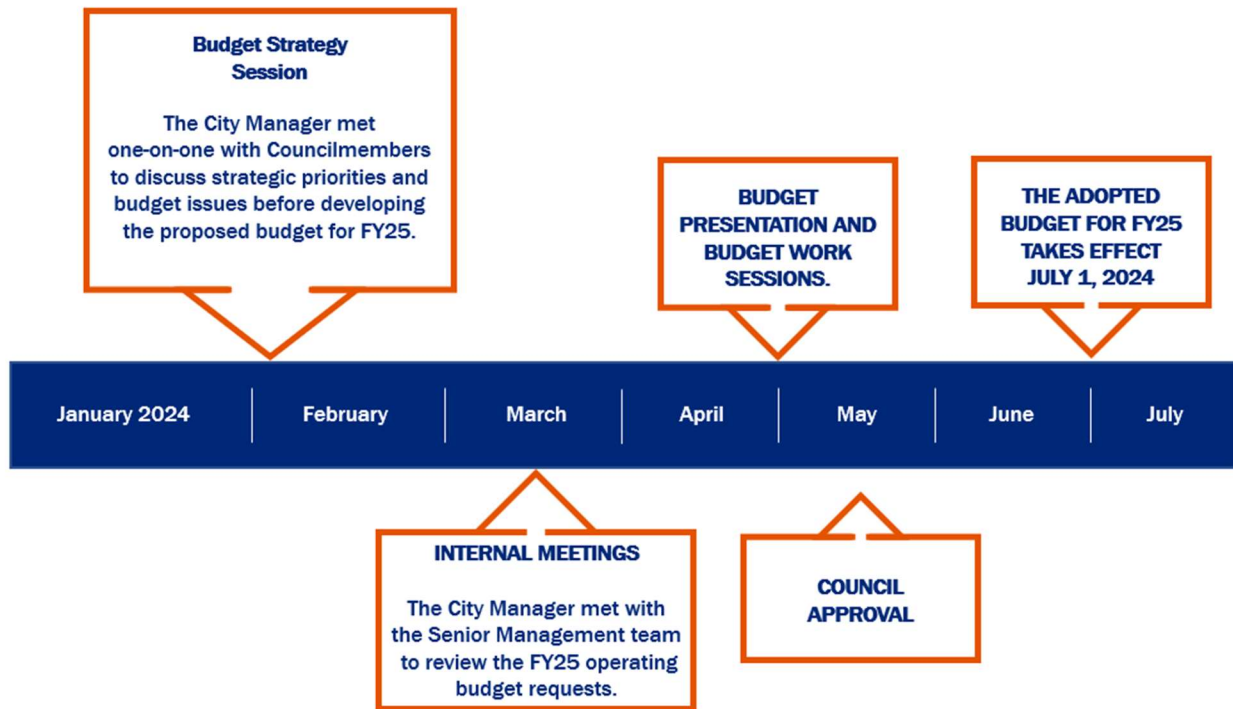 Budget Strategy
Session
The City Manager met
one-on-one with Councilmembers
to discuss strategic priorities and
budget issues before developing
the proposed budget for FY25.
BUDGET
PRESENTATION AND
BUDGET WORK
SESSIONS.
THE ADOPTED
BUDGET FOR FY25
TAKES EFFECT
JULY 1, 2024
January 2024
February
March
April
May
June
July
INTERNAL MEETINGS
The City Manager met with
the Senior Management team
to review the FY25 operating
budget requests.
COUNCIL
APPROVAL